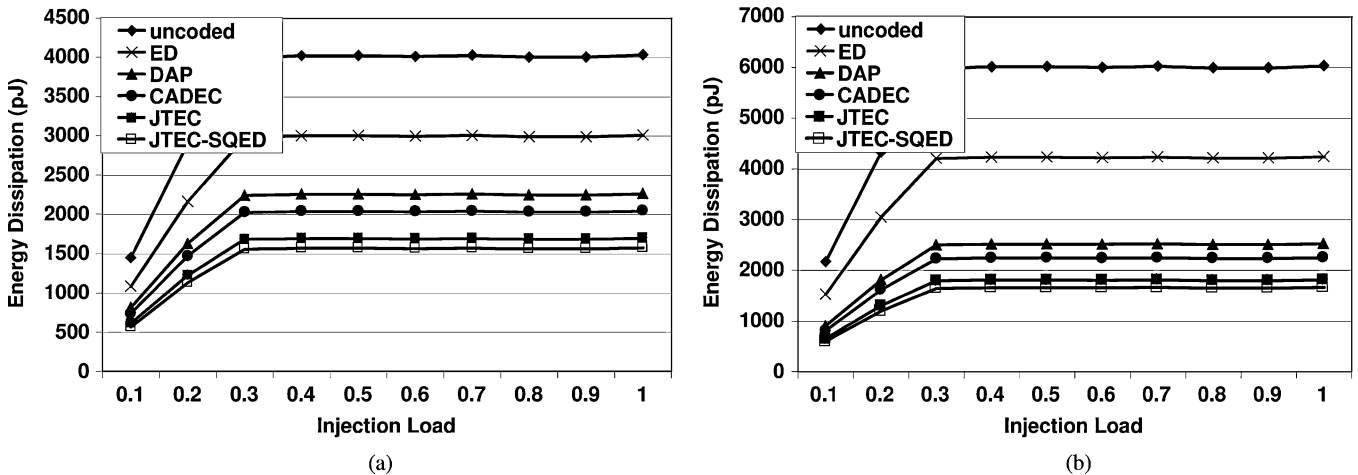 4500
4000
3500
3000
2500
2000
1500
1000
500
0
Energy Dissipation (pJ)
uncoded
ED
DAP
CADEC
JTEC
JTEC-SQED
0.1 0.2 0.3 0.4 0.5 0.6 0.7 0.8 0.9 1
Injection Load
(a)
7000
6000
5000
4000
3000
2000
1000
0
Energy Dissipation (pJ)
uncoded
ED
DAP
CADEC
JTEC
JTEC-SQED
0.1 0.2 0.3 0.4 0.5 0.6 0.7 0.8 0.9 1
Injection Load
(b)